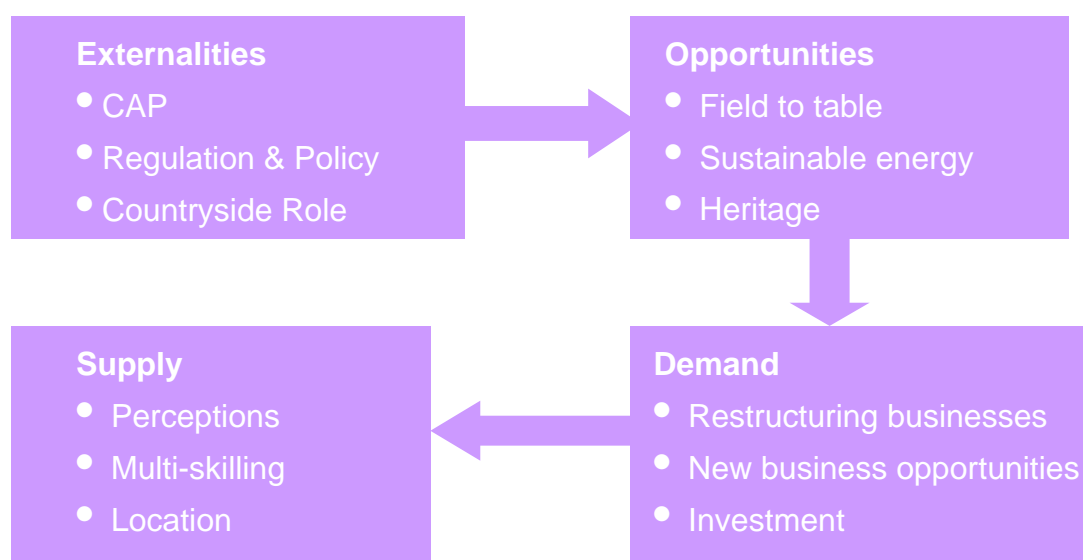 Externalities
• CAP
• Regulation & Policy
• Countryside Role
Opportunities
• Field to table
• Sustainable energy
• Heritage
Supply
• Perceptions
• Multi-skilling
• Location
Demand
• Restructuring businesses
• New business opportunities
• Investment